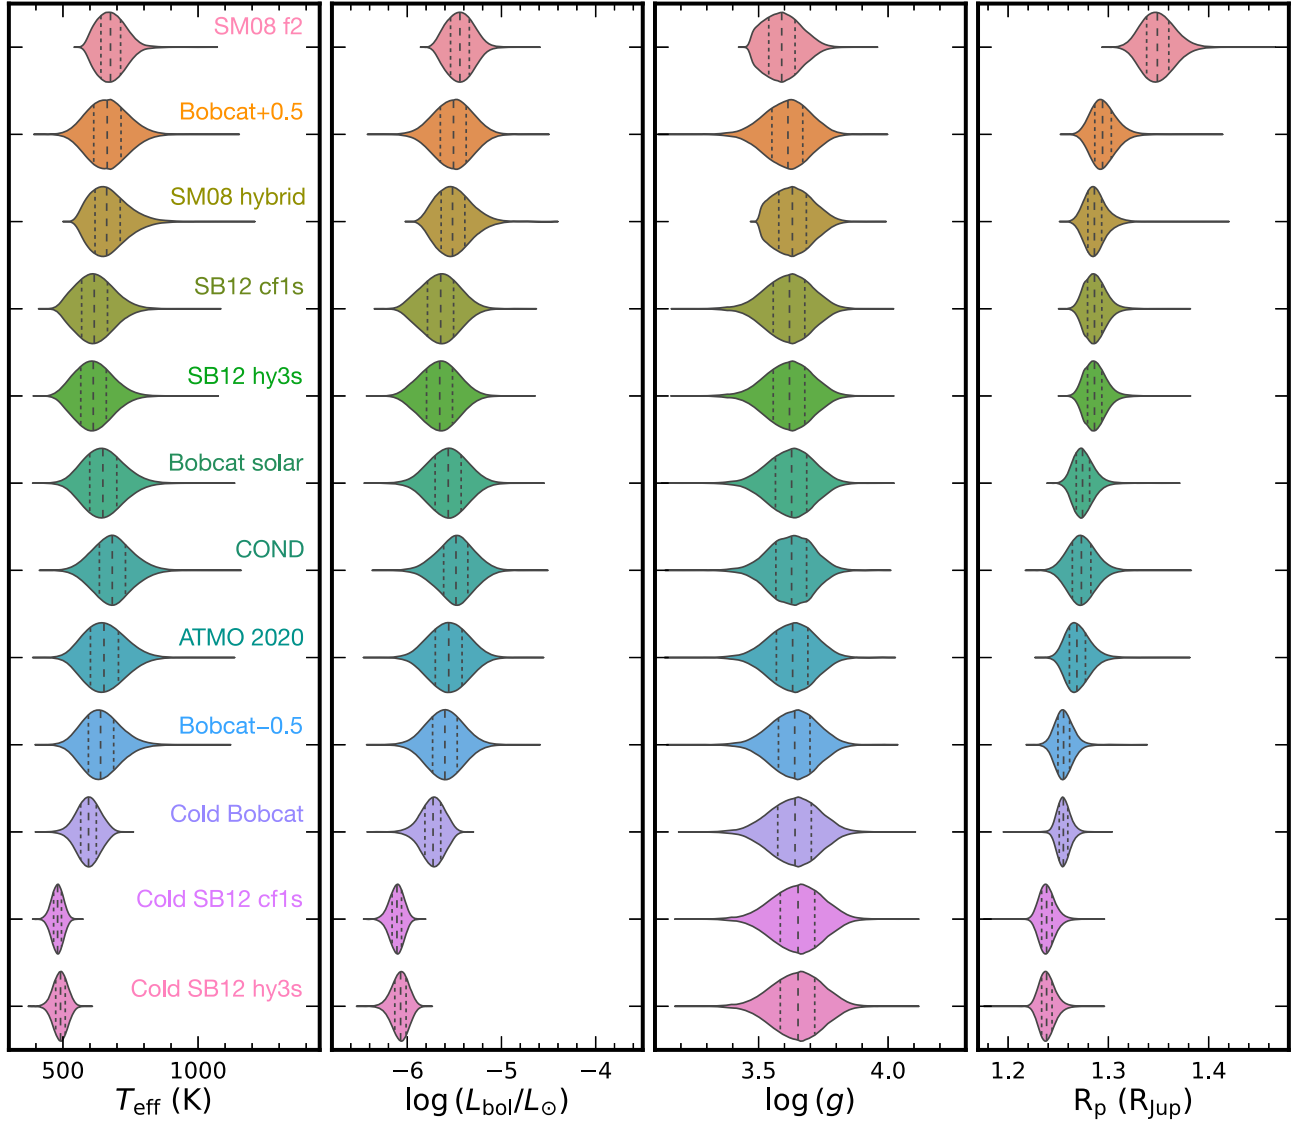 SM08 f2
Bobcat+0.5
SM08 hybrid
SB12 cf1s
SB12 hy3s
Bobcat solar
COND
ATMO 2020
Bobcat−0.5
Cold Bobcat
Cold SB12 cf1s
Cold SB12 hy3s
500 1000 −6 −5 −4 3.5 4.0 1.2 1.3 1.4
T_eff (K) log (L_bol/L_⊙) log (g) R_p (R_Jup)